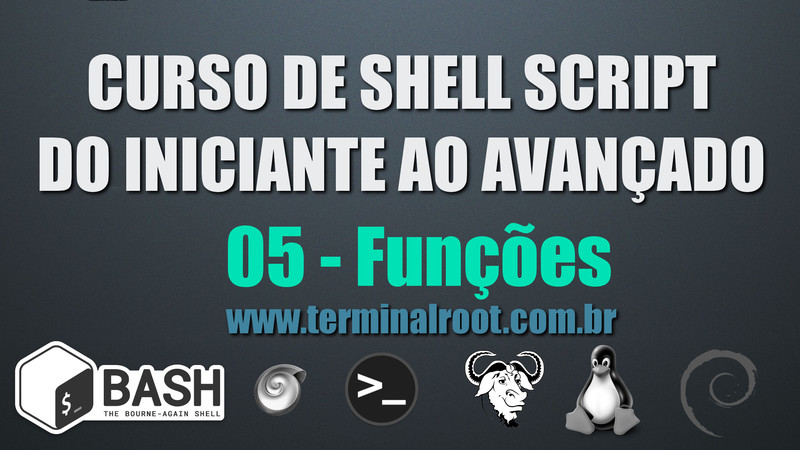 CURSO DE SHELL SCRIPT
DO INICIANTE AO AVANÇADO
05 - Funções
www.terminalroot.com.br
$_
BASH
THE BOURNE-AGAIN SHELL
>_